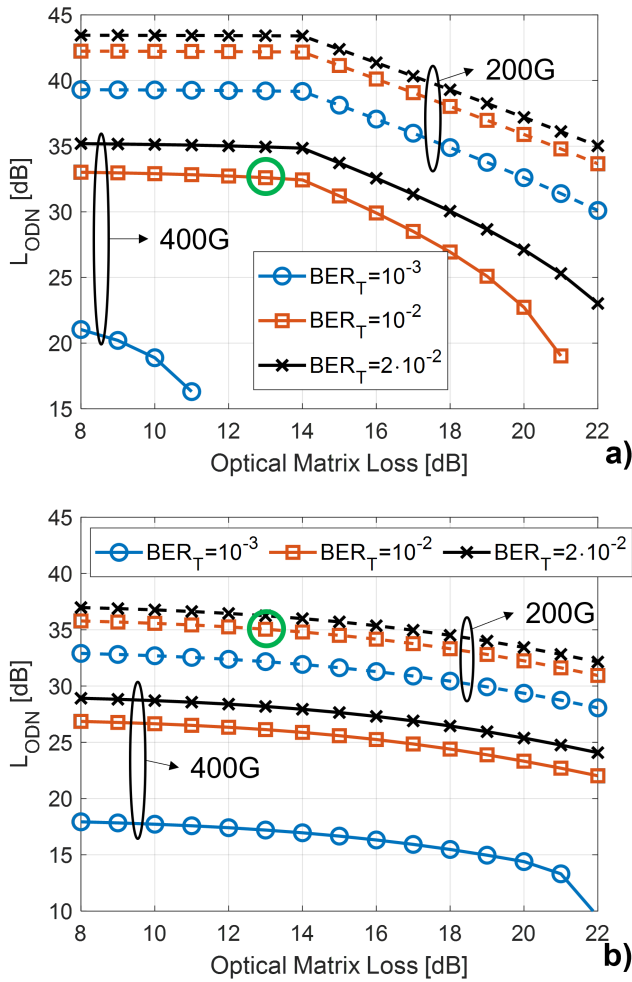 45
40
35
30
25
20
15
L_ODN [dB]
200G
400G
BER_T=10^-3
BER_T=10^-2
BER_T=2·10^-2
8 10 12 14 16 18 20 22
Optical Matrix Loss [dB]
a)
45
40
35
30
25
20
15
10
L_ODN [dB]
BER_T=10^-3 BER_T=10^-2 BER_T=2·10^-2
200G
400G
8 10 12 14 16 18 20 22
Optical Matrix Loss [dB]
b)